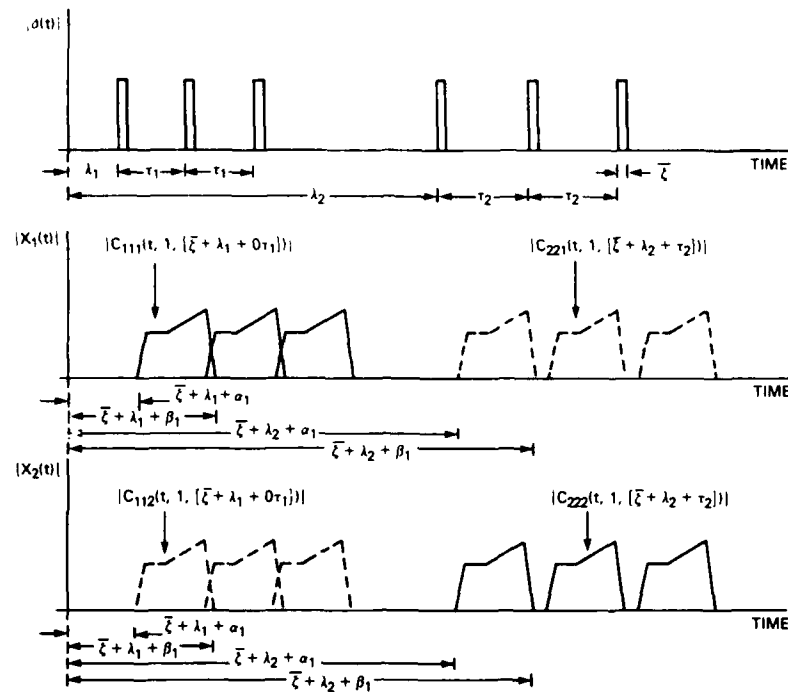 |d(t)|
TIME
λ₁ τ₁ τ₁ ζ̄
λ₂ τ₂ τ₂
|X₁(t)|
|C₁₁₁(t, 1, [ζ̄ + λ₁ + 0τ₁])| |C₂₂₁(t, 1, [ζ̄ + λ₂ + τ₂])|
TIME
ζ̄ + λ₁ + α₁
ζ̄ + λ₁ + β₁
ζ̄ + λ₂ + α₁
ζ̄ + λ₂ + β₁
|X₂(t)|
|C₁₁₂(t, 1, [ζ̄ + λ₁ + 0τ₁])| |C₂₂₂(t, 1, [ζ̄ + λ₂ + τ₂])|
TIME
ζ̄ + λ₁ + α₁
ζ̄ + λ₁ + β₁
ζ̄ + λ₂ + α₁
ζ̄ + λ₂ + β₁